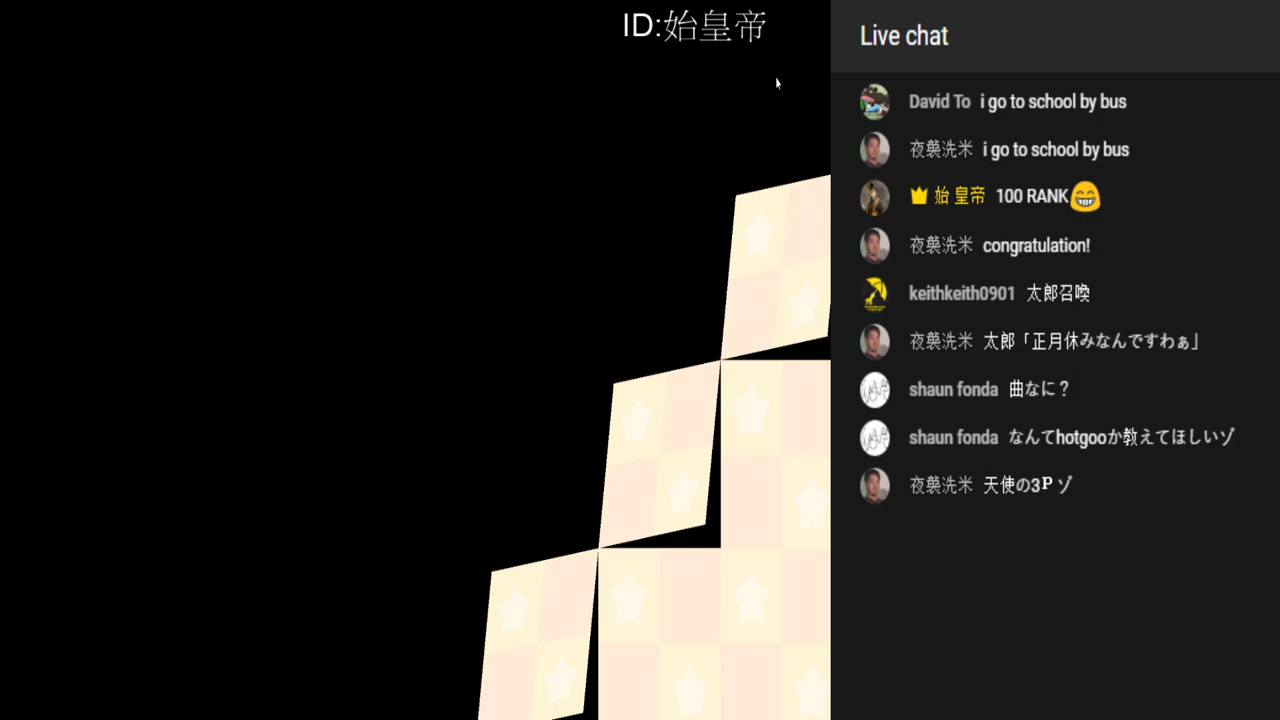 ID:始皇帝
Live chat
David To i go to school by bus
夜襲洗米 i go to school by bus
始 皇帝 100 RANK😁
夜襲洗米 congratulation!
keithkeith0901 太郎召喚
夜襲洗米 太郎「正月休みなんですわぁ」
shaun fonda 曲なに？
shaun fonda なんてhotgooか教えてほしいゾ
夜襲洗米 天使の3P ゾ